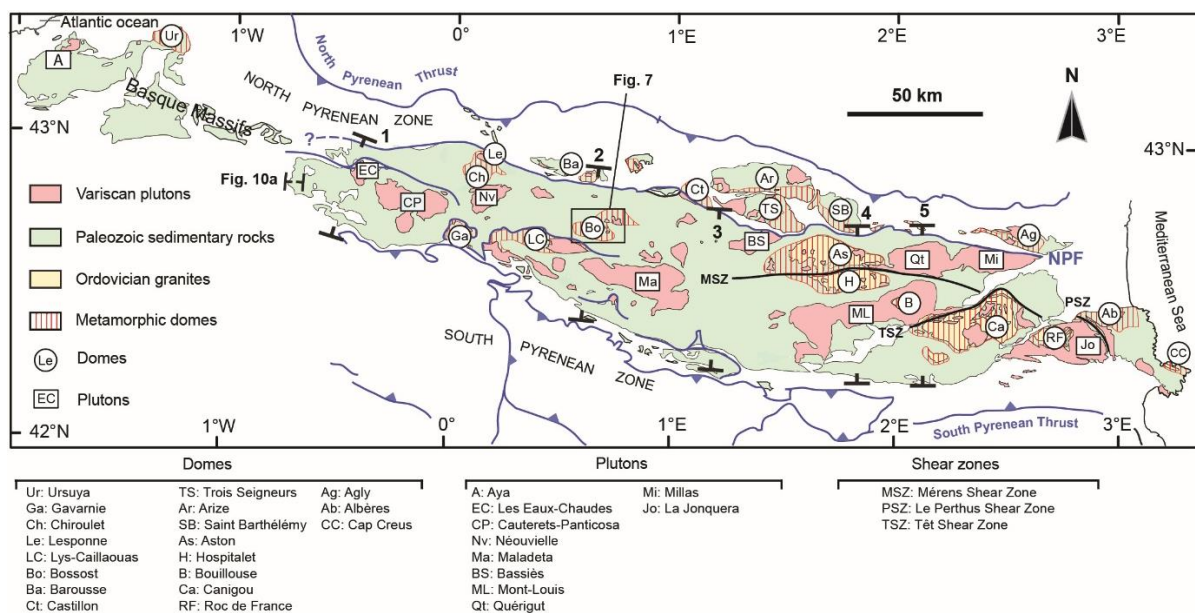 Atlantic ocean
1°W
0°
1°E
2°E
3°E
Ur
A
Basque Massifs
NORTH PYRENEAN ZONE
North Pyrenean Thrust
Fig. 7
50 km
N
43°N
43°N
?
1
Le
Ba
2
EC
Ch
Ct
Ar
Fig. 10a
CP
Nv
TS
SB
4
5
Variscan plutons
Ga
LC
Bo
3
BS
As
Qt
Mi
Ag
NPF
Mediterranean Sea
Paleozoic sedimentary rocks
Ma
MSZ
H
Ordovician granites
ML
B
PSZ
Metamorphic domes
TSZ
Ca
RF
Jo
Ab
CC
Le
Domes
SOUTH PYRENEAN ZONE
EC
Plutons
42°N
South Pyrenean Thrust
1°W
0°
1°E
2°E
3°E
Domes
Ur: Ursuya
Ga: Gavarnie
Ch: Chiroulet
Le: Lesponne
LC: Lys-Caillaouas
Bo: Bossost
Ba: Barousse
Ct: Castillon
TS: Trois Seigneurs
Ar: Arize
SB: Saint Barthélémy
As: Aston
H: Hospitalet
B: Bouillouse
Ca: Canigou
RF: Roc de France
Ag: Agly
Ab: Albères
CC: Cap Creus
Plutons
A: Aya
EC: Les Eaux-Chaudes
CP: Cauterets-Panticosa
Nv: Néouvielle
Ma: Maladeta
BS: Bassiès
ML: Mont-Louis
Qt: Quérigut
Mi: Millas
Jo: La Jonquera
Shear zones
MSZ: Mérens Shear Zone
PSZ: Le Perthus Shear Zone
TSZ: Têt Shear Zone